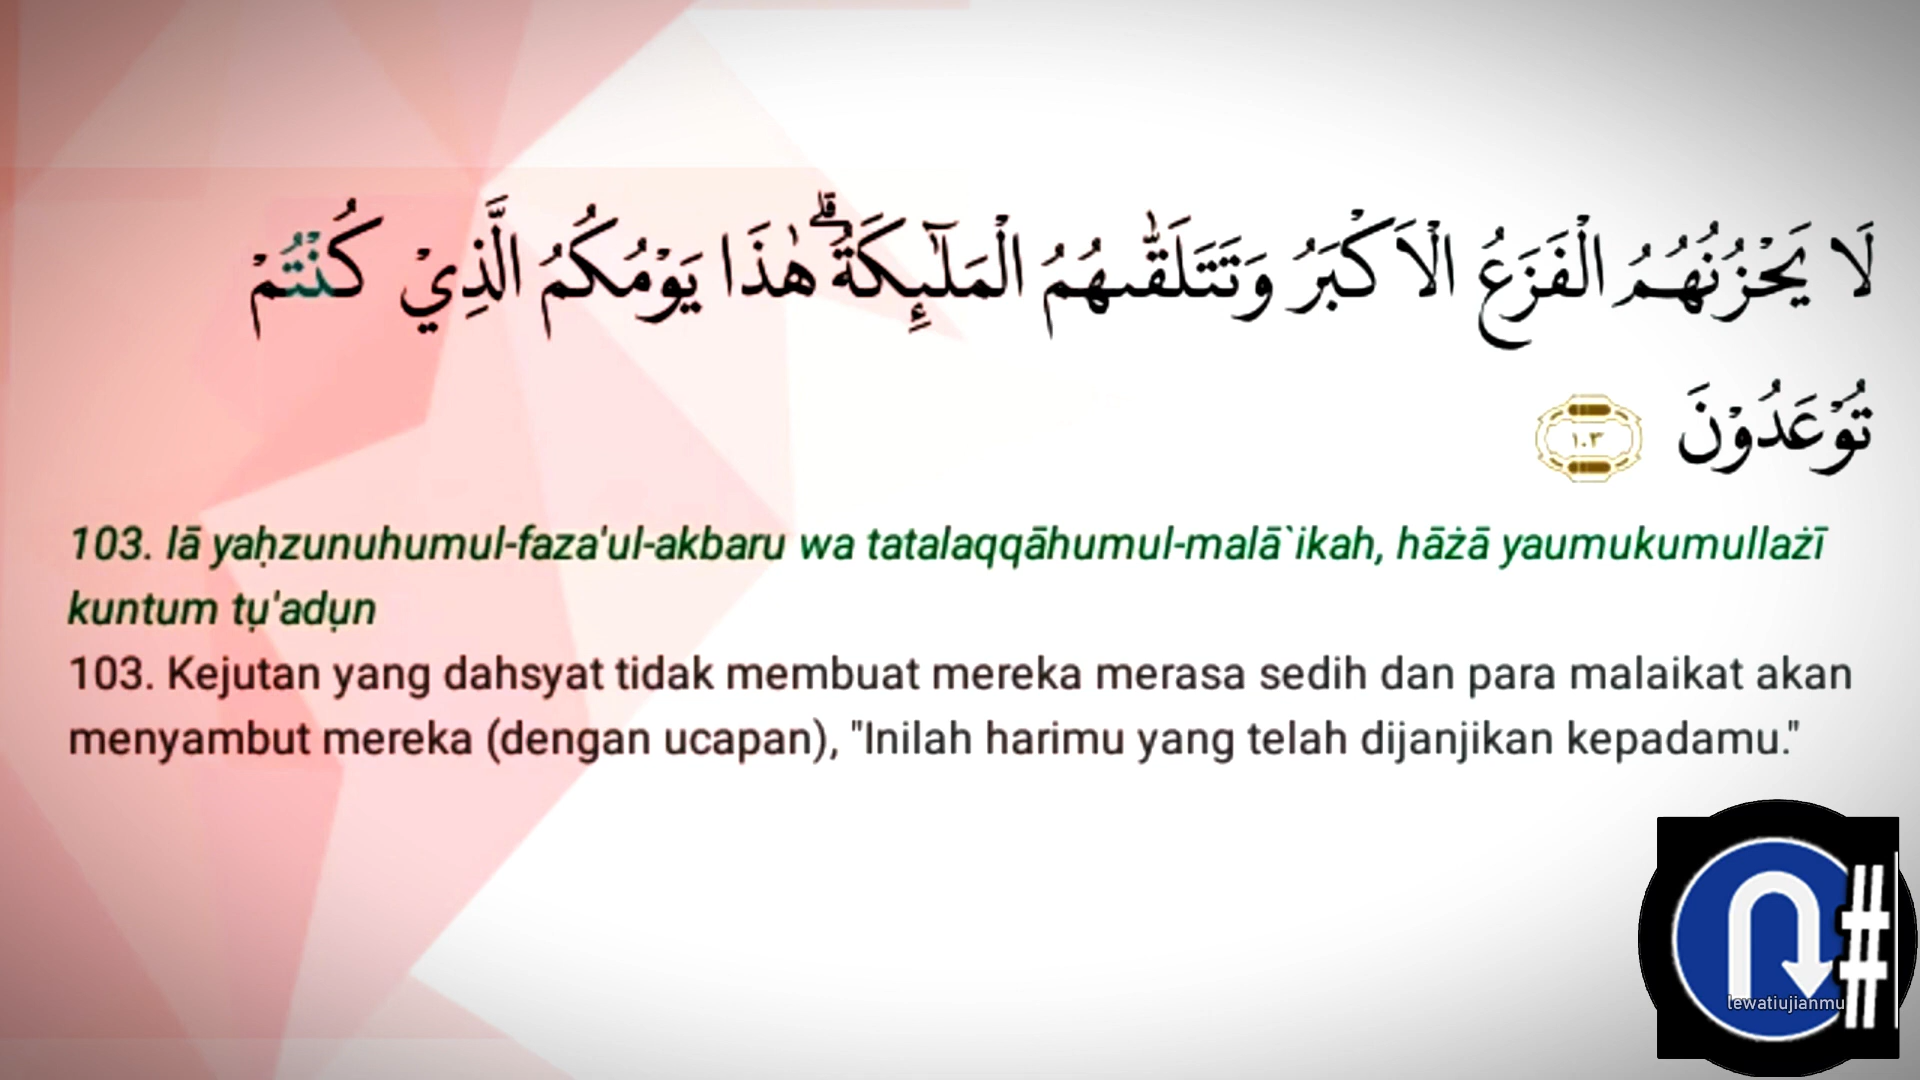 لَا يَحْزُنُهُمُ الْفَزَعُ الْاَكْبَرُ وَتَتَلَقّٰىهُمُ الْمَلٰۤىِٕكَةُۗ هٰذَا يَوْمُكُمُ الَّذِيْ كُنْتُمْ
تُوْعَدُوْنَ ١٠٣
103. lā yaḥzunuhumul-faza'ul-akbaru wa tatalaqqāhumul-malā`ikah, hāżā yaumukumullażī
kuntum tụ'adụn
103. Kejutan yang dahsyat tidak membuat mereka merasa sedih dan para malaikat akan
menyambut mereka (dengan ucapan), "Inilah harimu yang telah dijanjikan kepadamu."
##
lewatiujianmu